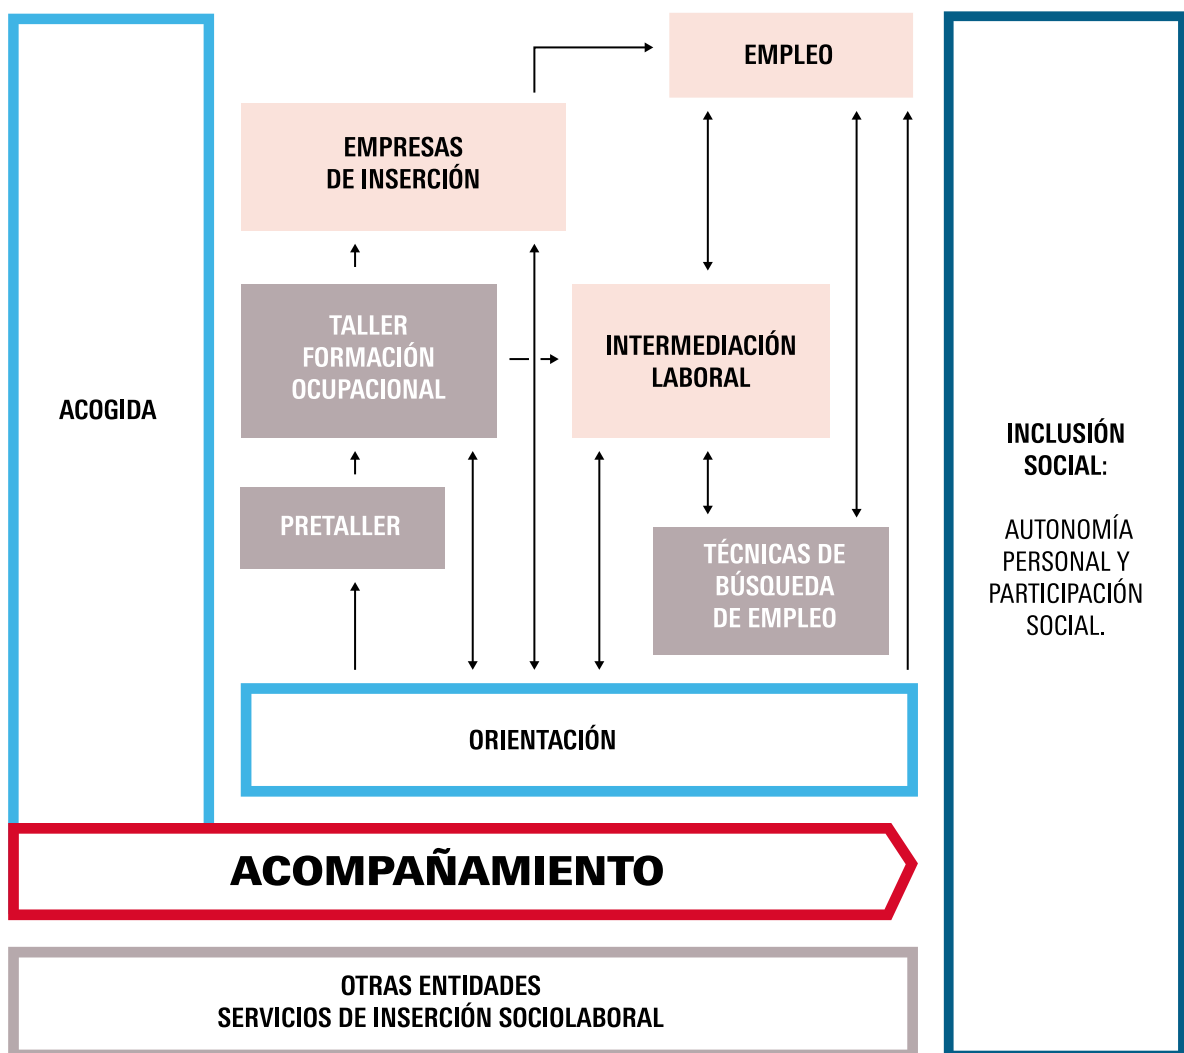 EMPLEO
EMPRESAS
DE INSERCIÓN
TALLER
FORMACIÓN
OCUPACIONAL
INTERMEDIACIÓN
LABORAL
ACOGIDA
PRETALLER
TÉCNICAS DE
BÚSQUEDA
DE EMPLEO
INCLUSIÓN
SOCIAL:
AUTONOMÍA
PERSONAL Y
PARTICIPACIÓN
SOCIAL.
ORIENTACIÓN
ACOMPAÑAMIENTO
OTRAS ENTIDADES
SERVICIOS DE INSERCIÓN SOCIOLABORAL